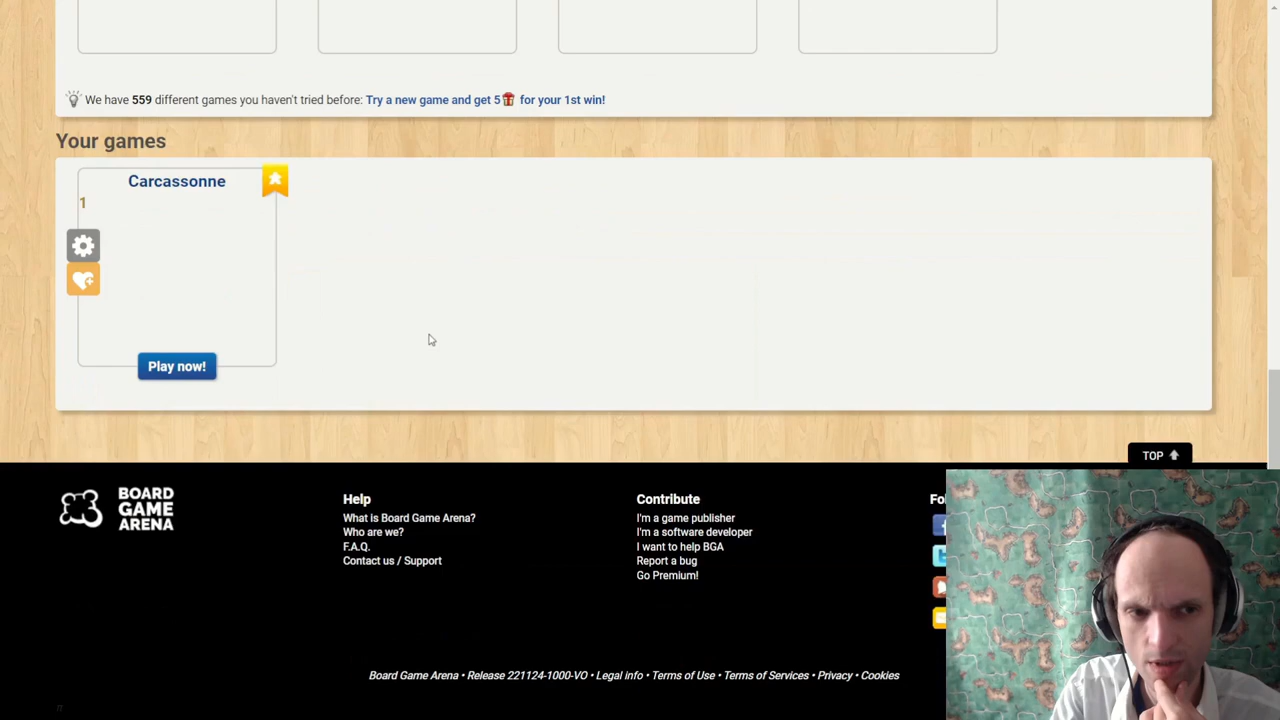 We have 559 different games you haven't tried before: Try a new game and get 5 for your 1st win!
Your games
Carcassonne
1
Play now!
TOP
BOARD
GAME
ARENA
Help
What is Board Game Arena?
Who are we?
F.A.Q.
Contact us / Support
Contribute
I'm a game publisher
I'm a software developer
I want to help BGA
Report a bug
Go Premium!
Board Game Arena • Release 221124-1000-VO • Legal info • Terms of Use • Terms of Services • Privacy • Cookies